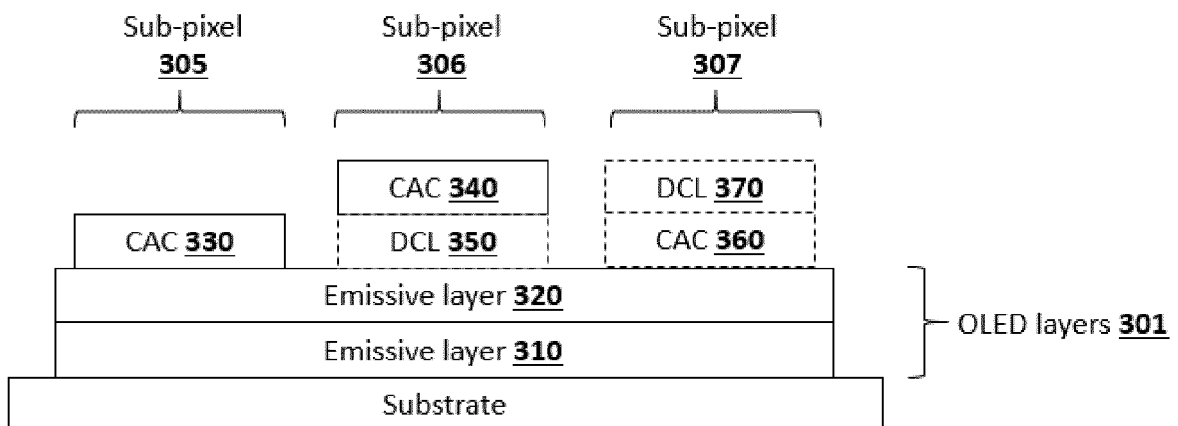 Sub-pixel
305
Sub-pixel
306
Sub-pixel
307
CAC 340
DCL 370
CAC 330
DCL 350
CAC 360
Emissive layer 320
Emissive layer 310
OLED layers 301
Substrate